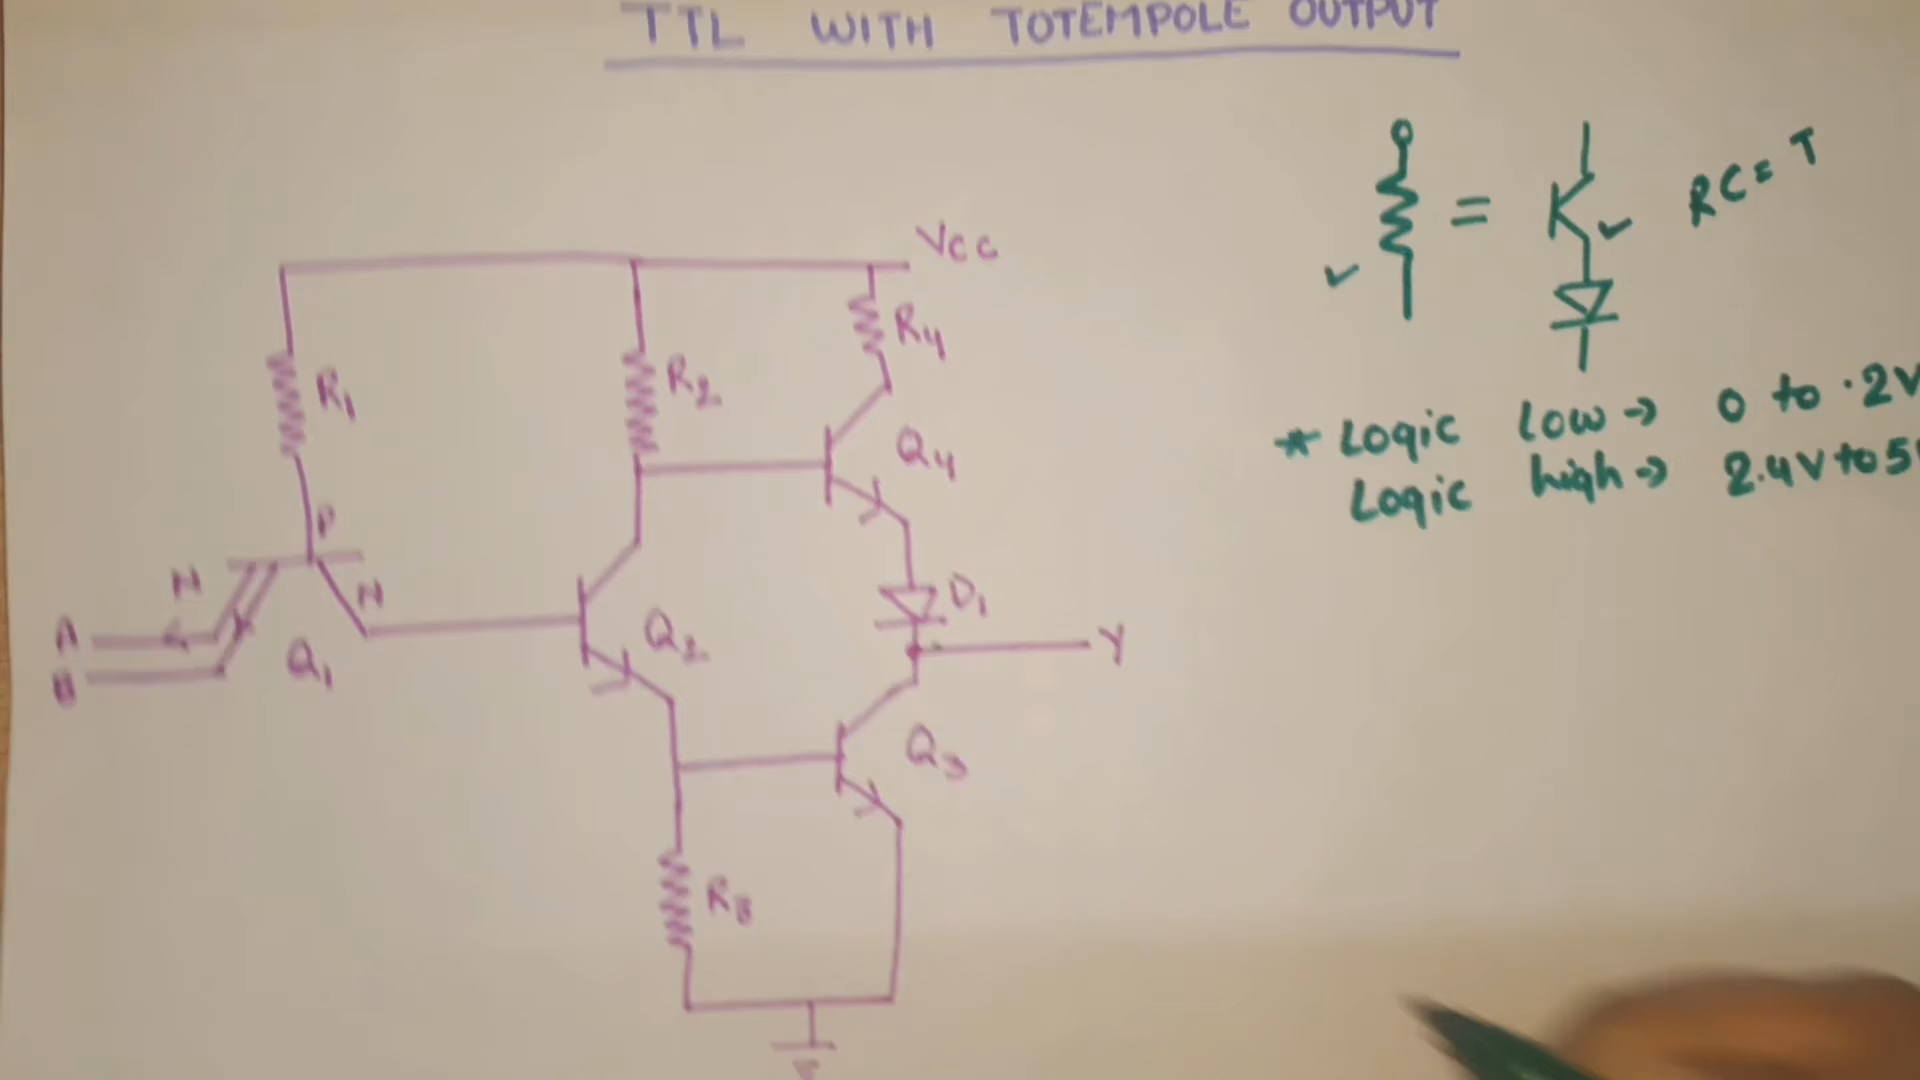 TTL WITH TOTEMPOLE OUTPUT
= RC = T
Vcc
R1
R2
R4
Q4
* Logic low → 0 to .2V
Logic high → 2.4V to 5
P
N
N
A
B
Q1
Q2
D1
Y
Q3
R3